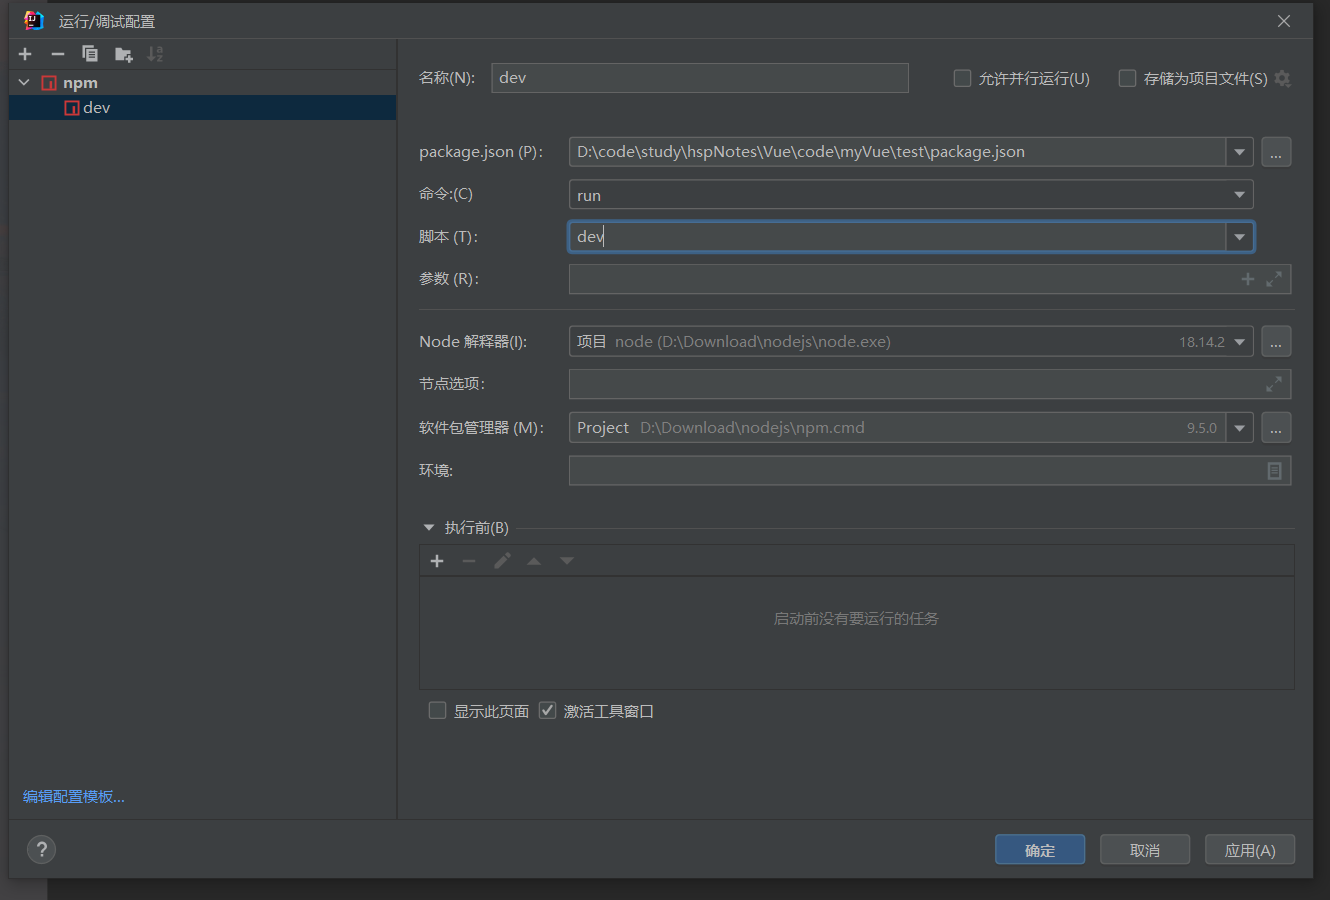 运行/调试配置
npm
dev
名称(N):
dev
允许并行运行(U)
存储为项目文件(S)
package.json (P):
D:\code\study\hspNotes\Vue\code\myVue\test\package.json
...
命令:(C)
run
脚本 (T):
dev
参数 (R):
Node 解释器(I):
项目 node (D:\Download\nodejs\node.exe)
18.14.2
...
节点选项:
软件包管理器 (M):
Project D:\Download\nodejs\npm.cmd
9.5.0
...
环境:
执行前(B)
启动前没有要运行的任务
显示此页面
激活工具窗口
编辑配置模板...
?
确定
取消
应用(A)